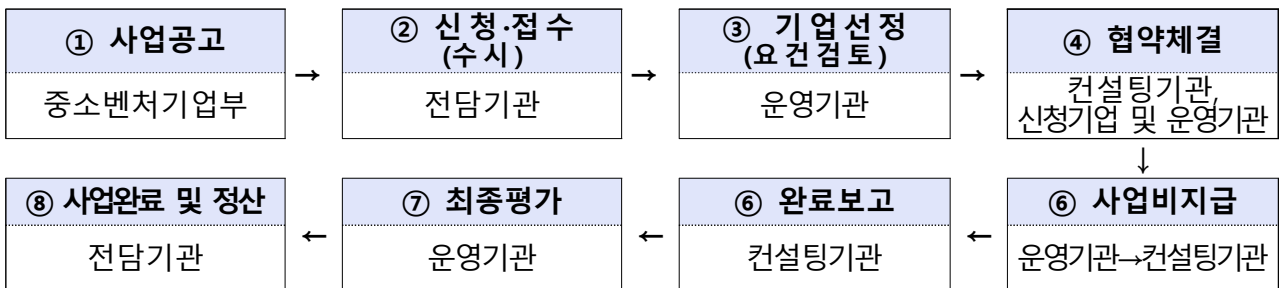 ① 사업공고
중소벤처기업부
→
② 신청·접수
(수시)
전담기관
→
③ 기업선정
(요건검토)
운영기관
→
④ 협약체결
컨설팅기관,
신청기업 및 운영기관
↓
⑥ 사업비지급
운영기관→컨설팅기관
←
⑥ 완료보고
컨설팅기관
←
⑦ 최종평가
운영기관
←
⑧ 사업완료 및 정산
전담기관